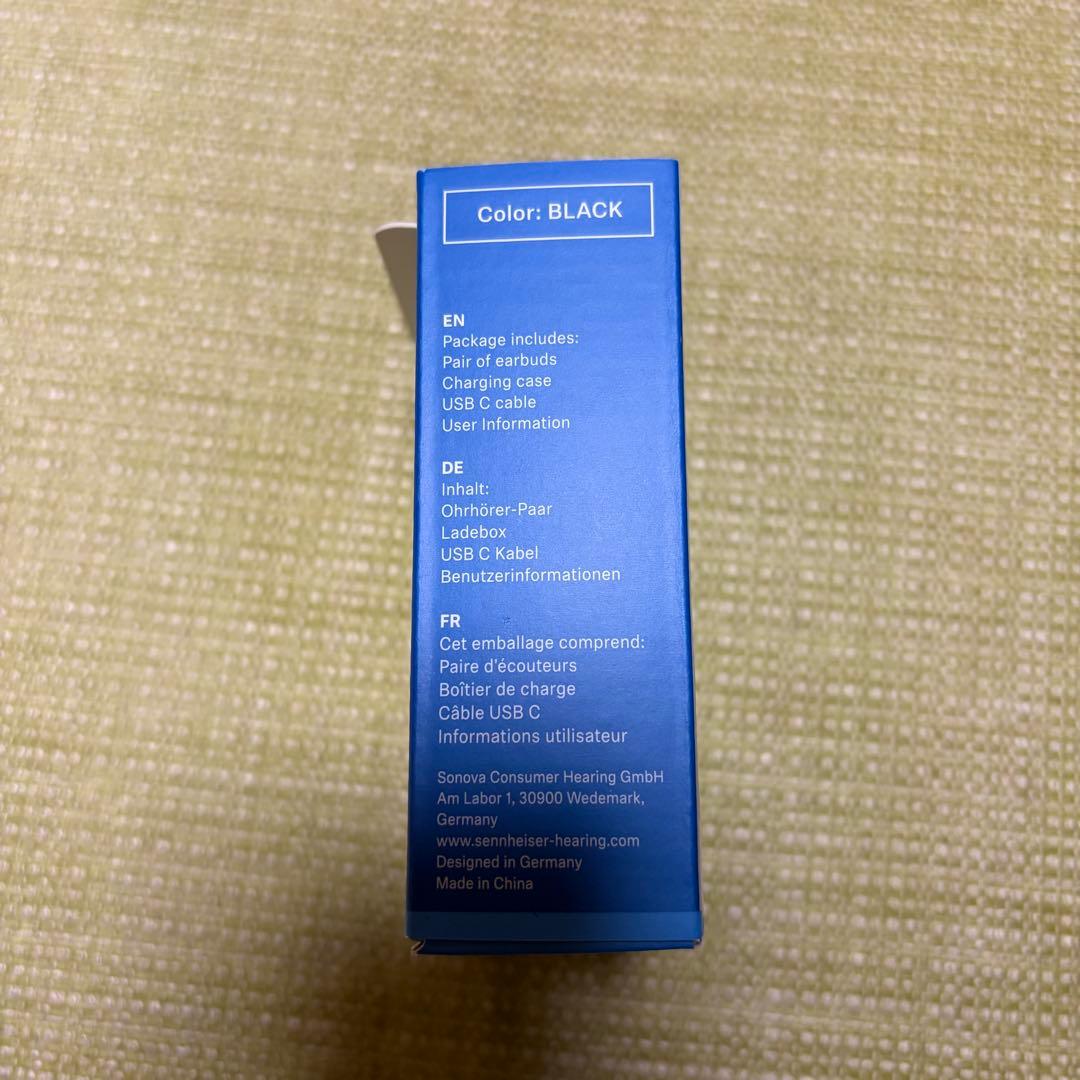 Color: BLACK
EN
Package includes:
Pair of earbuds
Charging case
USB C cable
User Information
DE
Inhalt:
Ohrhörer-Paar
Ladebox
USB C Kabel
Benutzerinformationen
FR
Cet emballage comprend:
Paire d'écouteurs
Boîtier de charge
Câble USB C
Informations utilisateur
Sonova Consumer Hearing GmbH
Am Labor 1, 30900 Wedemark,
Germany
www.sennheiser-hearing.com
Designed in Germany
Made in China